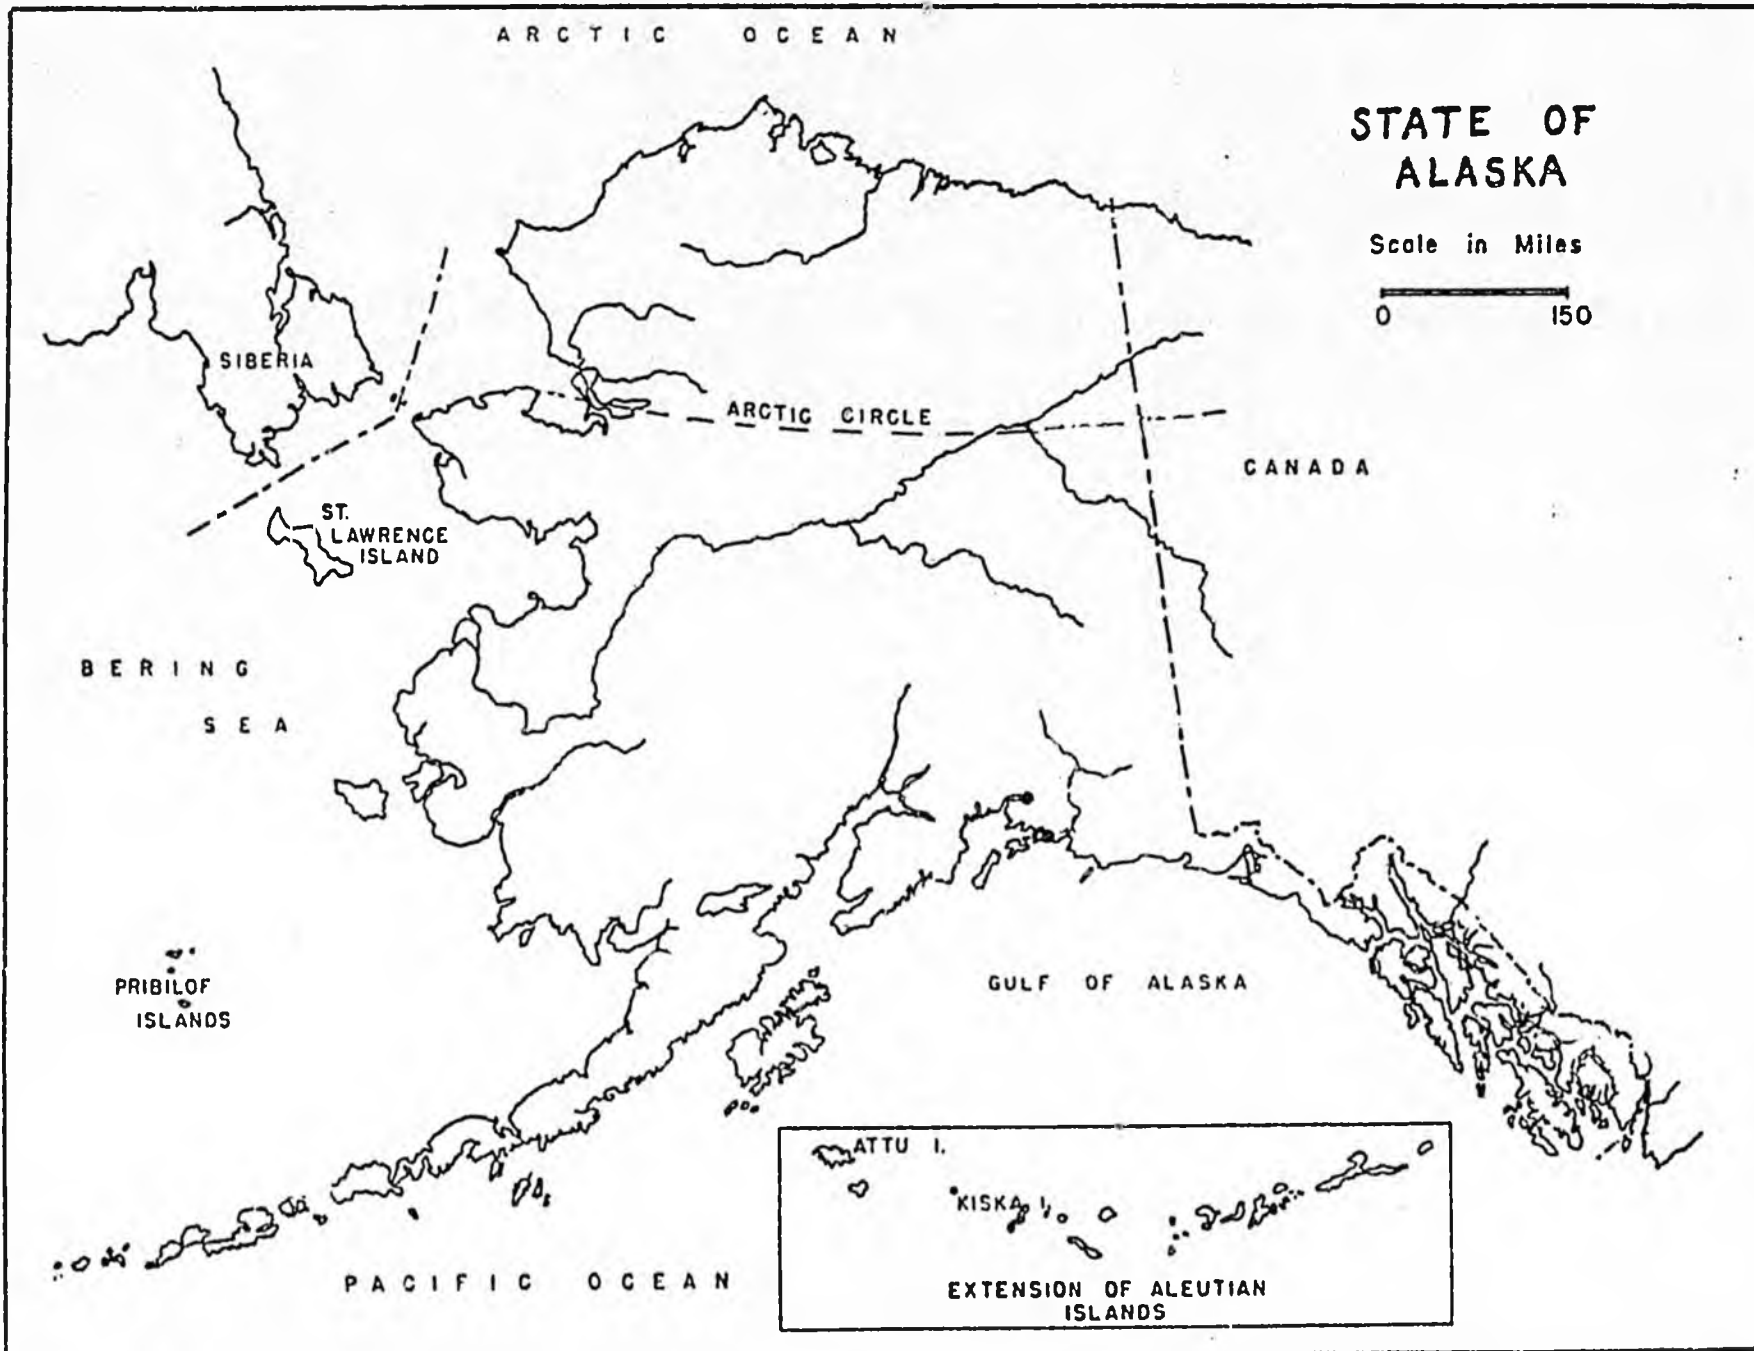 ARCTIC OCEAN
STATE OF
ALASKA
Scale in Miles
0 150
SIBERIA
ARCTIC CIRCLE
CANADA
ST.
LAWRENCE
ISLAND
BERING
SEA
PRIBILOF
ISLANDS
GULF OF ALASKA
ATTU I.
KISKA I.
PACIFIC OCEAN
EXTENSION OF ALEUTIAN
ISLANDS